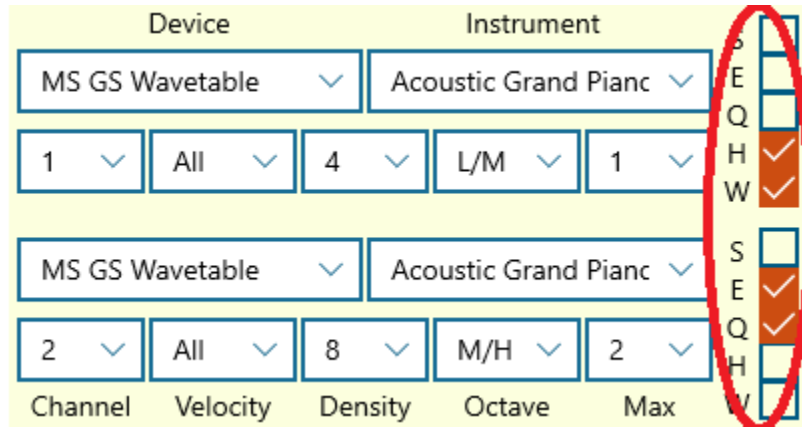 Device Instrument S
MS GS Wavetable Acoustic Grand Pianc E
Q
1 All 4 L/M 1 H
W
MS GS Wavetable Acoustic Grand Pianc S
E
2 All 8 M/H 2 Q
H
Channel Velocity Density Octave Max W